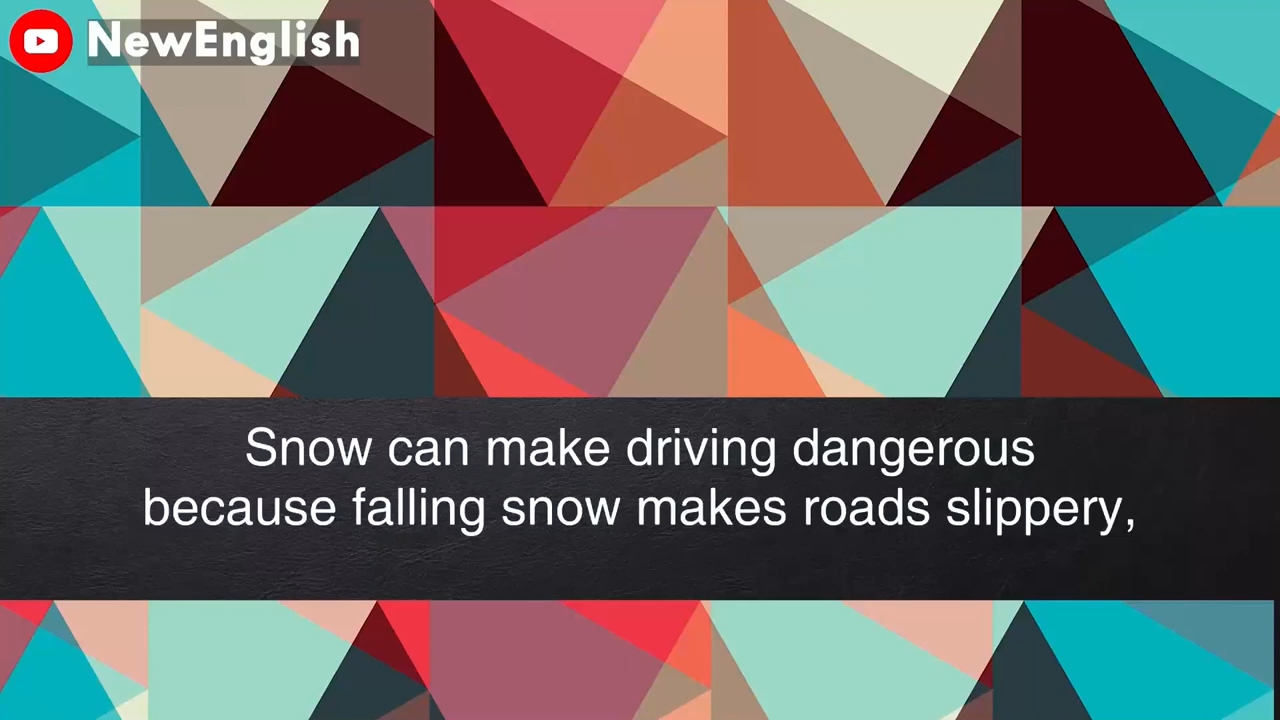 NewEnglish
Snow can make driving dangerous
because falling snow makes roads slippery,